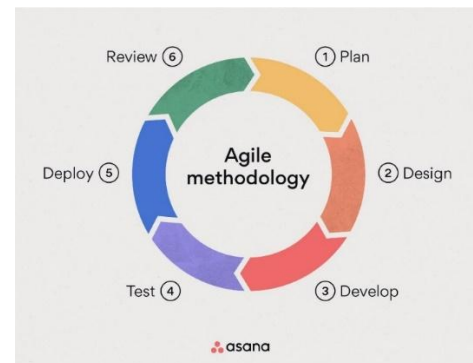 Review 6
1 Plan
Agile
methodology
Deploy 5
2 Design
Test 4
3 Develop
asana